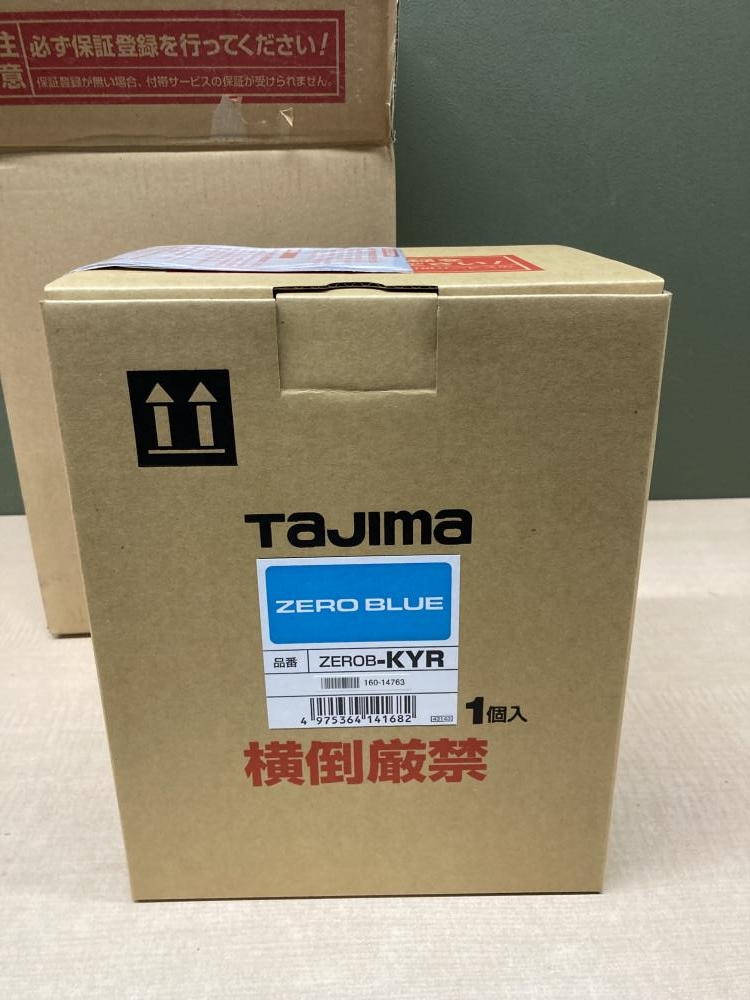 注意
必ず保証登録を行ってください!
保証登録が無い場合、付帯サービスの保証が受けられません。
TaJIma
ZERO BLUE
品番 ZEROB-KYR
160-14763
4 975364 141682
1個入
横倒厳禁